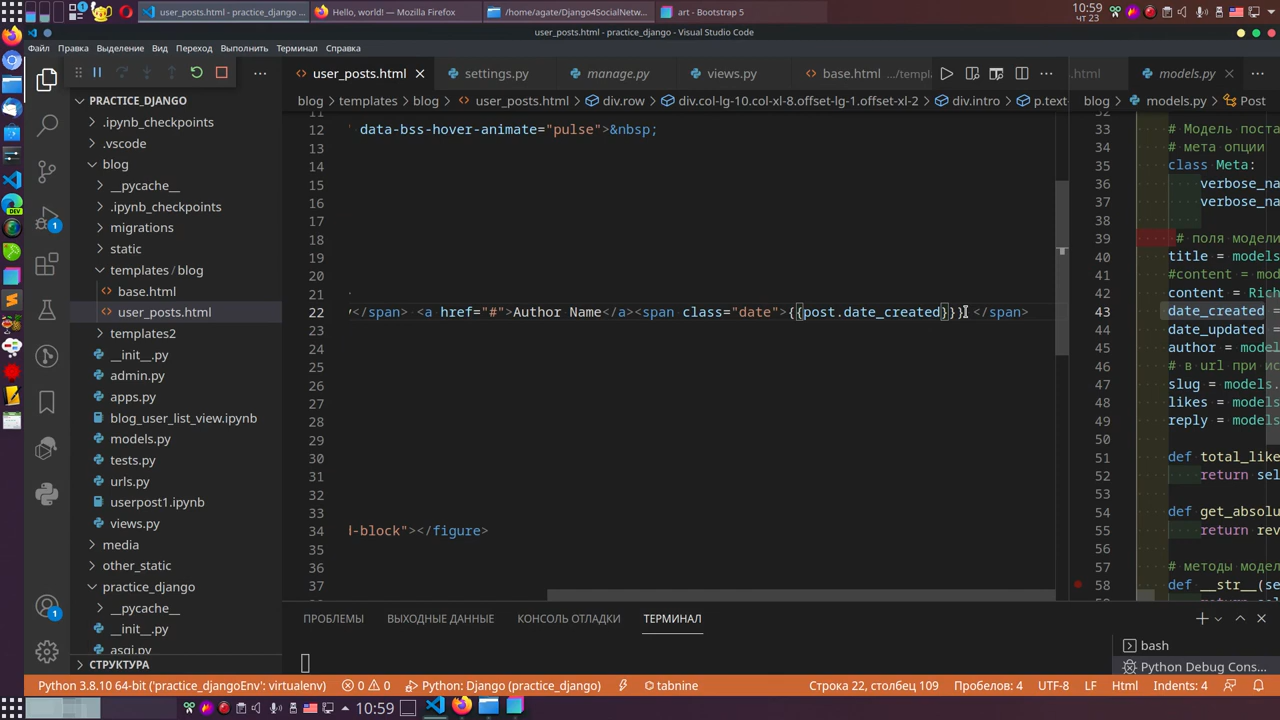 user_posts.html - practice_django ...
Hello, world! — Mozilla Firefox
/home/agate/Django4SocialNetw...
art - Bootstrap 5
10:59
чт 23
user_posts.html - practice_django - Visual Studio Code
Файл Правка Выделение Вид Переход Выполнить Терминал Справка
user_posts.html
settings.py
manage.py
views.py
base.html .../templ
.html
models.py
PRACTICE_DJANGO
blog > templates > blog > user_posts.html > div.row > div.col-lg-10.col-xl-8.offset-lg-1.offset-xl-2 > div.intro > p.text
blog > models.py > Post
.ipynb_checkpoints
.vscode
blog
__pycache__
.ipynb_checkpoints
migrations
static
templates / blog
base.html
user_posts.html
templates2
__init__.py
admin.py
apps.py
blog_user_list_view.ipynb
models.py
tests.py
urls.py
userpost1.ipynb
views.py
media
other_static
practice_django
__pycache__
__init__.py
asgi.py
СТРУКТУРА
11
12 data-bss-hover-animate="pulse">&nbsp;
13
14
15
16
17
18
19
20
21
22 y</span> <a href="#">Author Name</a><span class="date">{{post.date_created}}} </span>
23
24
25
26
27
28
29
30
31
32
33
34 d-block"></figure>
35
36
37
32
33 # Модель поста
34 # мета опции
35 class Meta:
36 verbose_na
37 verbose_na
38
39 # поля модели
40 title = models
41 #content = mod
42 content = Rich
43 date_created =
44 date_updated =
45 author = model
46 # в url при ис
47 slug = models.
48 likes = models
49 reply = models
50
51 def total_like
52 return sel
53
54 def get_absolu
55 return rev
56
57 # методы модел
58 def __str__(se
ПРОБЛЕМЫ ВЫХОДНЫЕ ДАННЫЕ КОНСОЛЬ ОТЛАДКИ ТЕРМИНАЛ
bash
Python Debug Cons...
Python 3.8.10 64-bit ('practice_djangoEnv': virtualenv) 0 0 Python: Django (practice_django) tabnine Строка 22, столбец 109 Пробелов: 4 UTF-8 LF Html Indents: 4
10:59